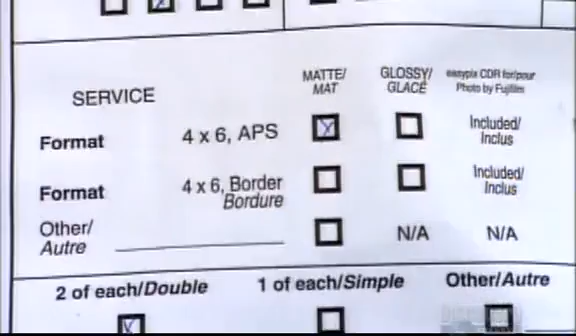 MATTE/ GLOSSY/ easypix CDR for/pour
SERVICE MAT GLACÉ Photo by Fujifilm
Format 4 x 6, APS Included/
Inclus
Format 4 x 6, Border Included/
Bordure Inclus
Other/
Autre N/A N/A
2 of each/Double 1 of each/Simple Other/Autre